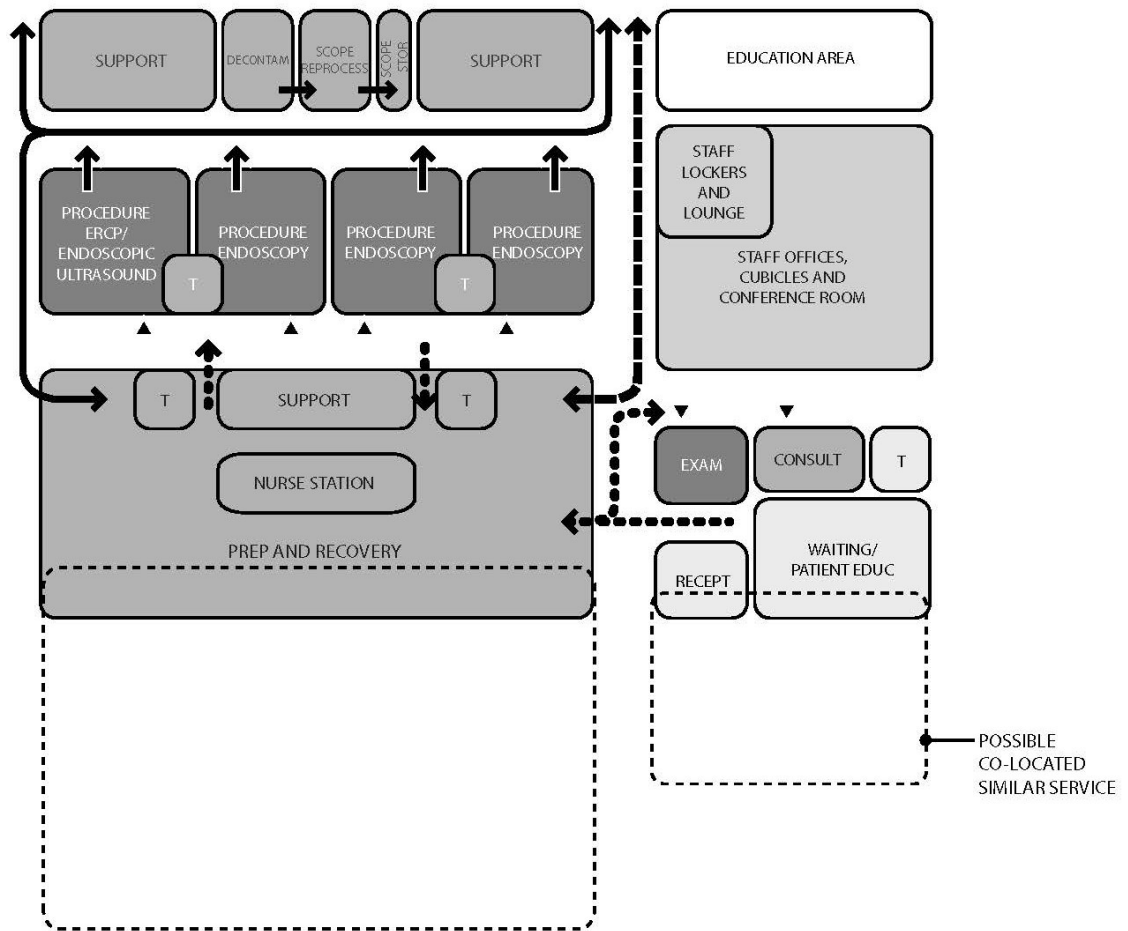 SUPPORT
DECONTAM
SCOPE
REPROCESS
SCOPE
STOR
SUPPORT
EDUCATION AREA
STAFF
LOCKERS
AND
LOUNGE
STAFF OFFICES,
CUBICLES AND
CONFERENCE ROOM
PROCEDURE
ERCP/
ENDOSCOPIC
ULTRASOUND
PROCEDURE
ENDOSCOPY
PROCEDURE
ENDOSCOPY
PROCEDURE
ENDOSCOPY
T
T
T
SUPPORT
T
NURSE STATION
PREP AND RECOVERY
EXAM
CONSULT
T
RECEPT
WAITING/
PATIENT EDUC
POSSIBLE
CO-LOCATED
SIMILAR SERVICE